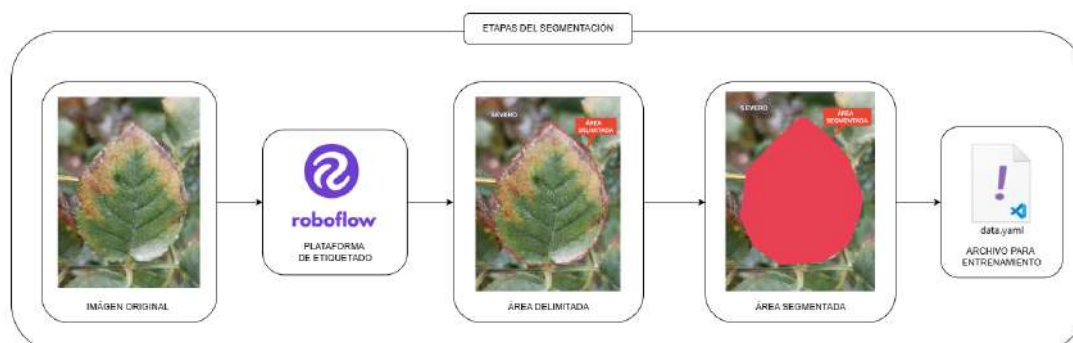 ETAPAS DEL SEGMENTACIÓN
SEVERO
ÁREA
DELIMITADA
SEVERO
ÁREA
SEGMENTADA
roboflow
PLATAFORMA
DE ETIQUETADO
data.yaml
ARCHIVO PARA
ENTRENAMIENTO
IMÁGEN ORIGINAL
ÁREA DELIMITADA
ÁREA SEGMENTADA